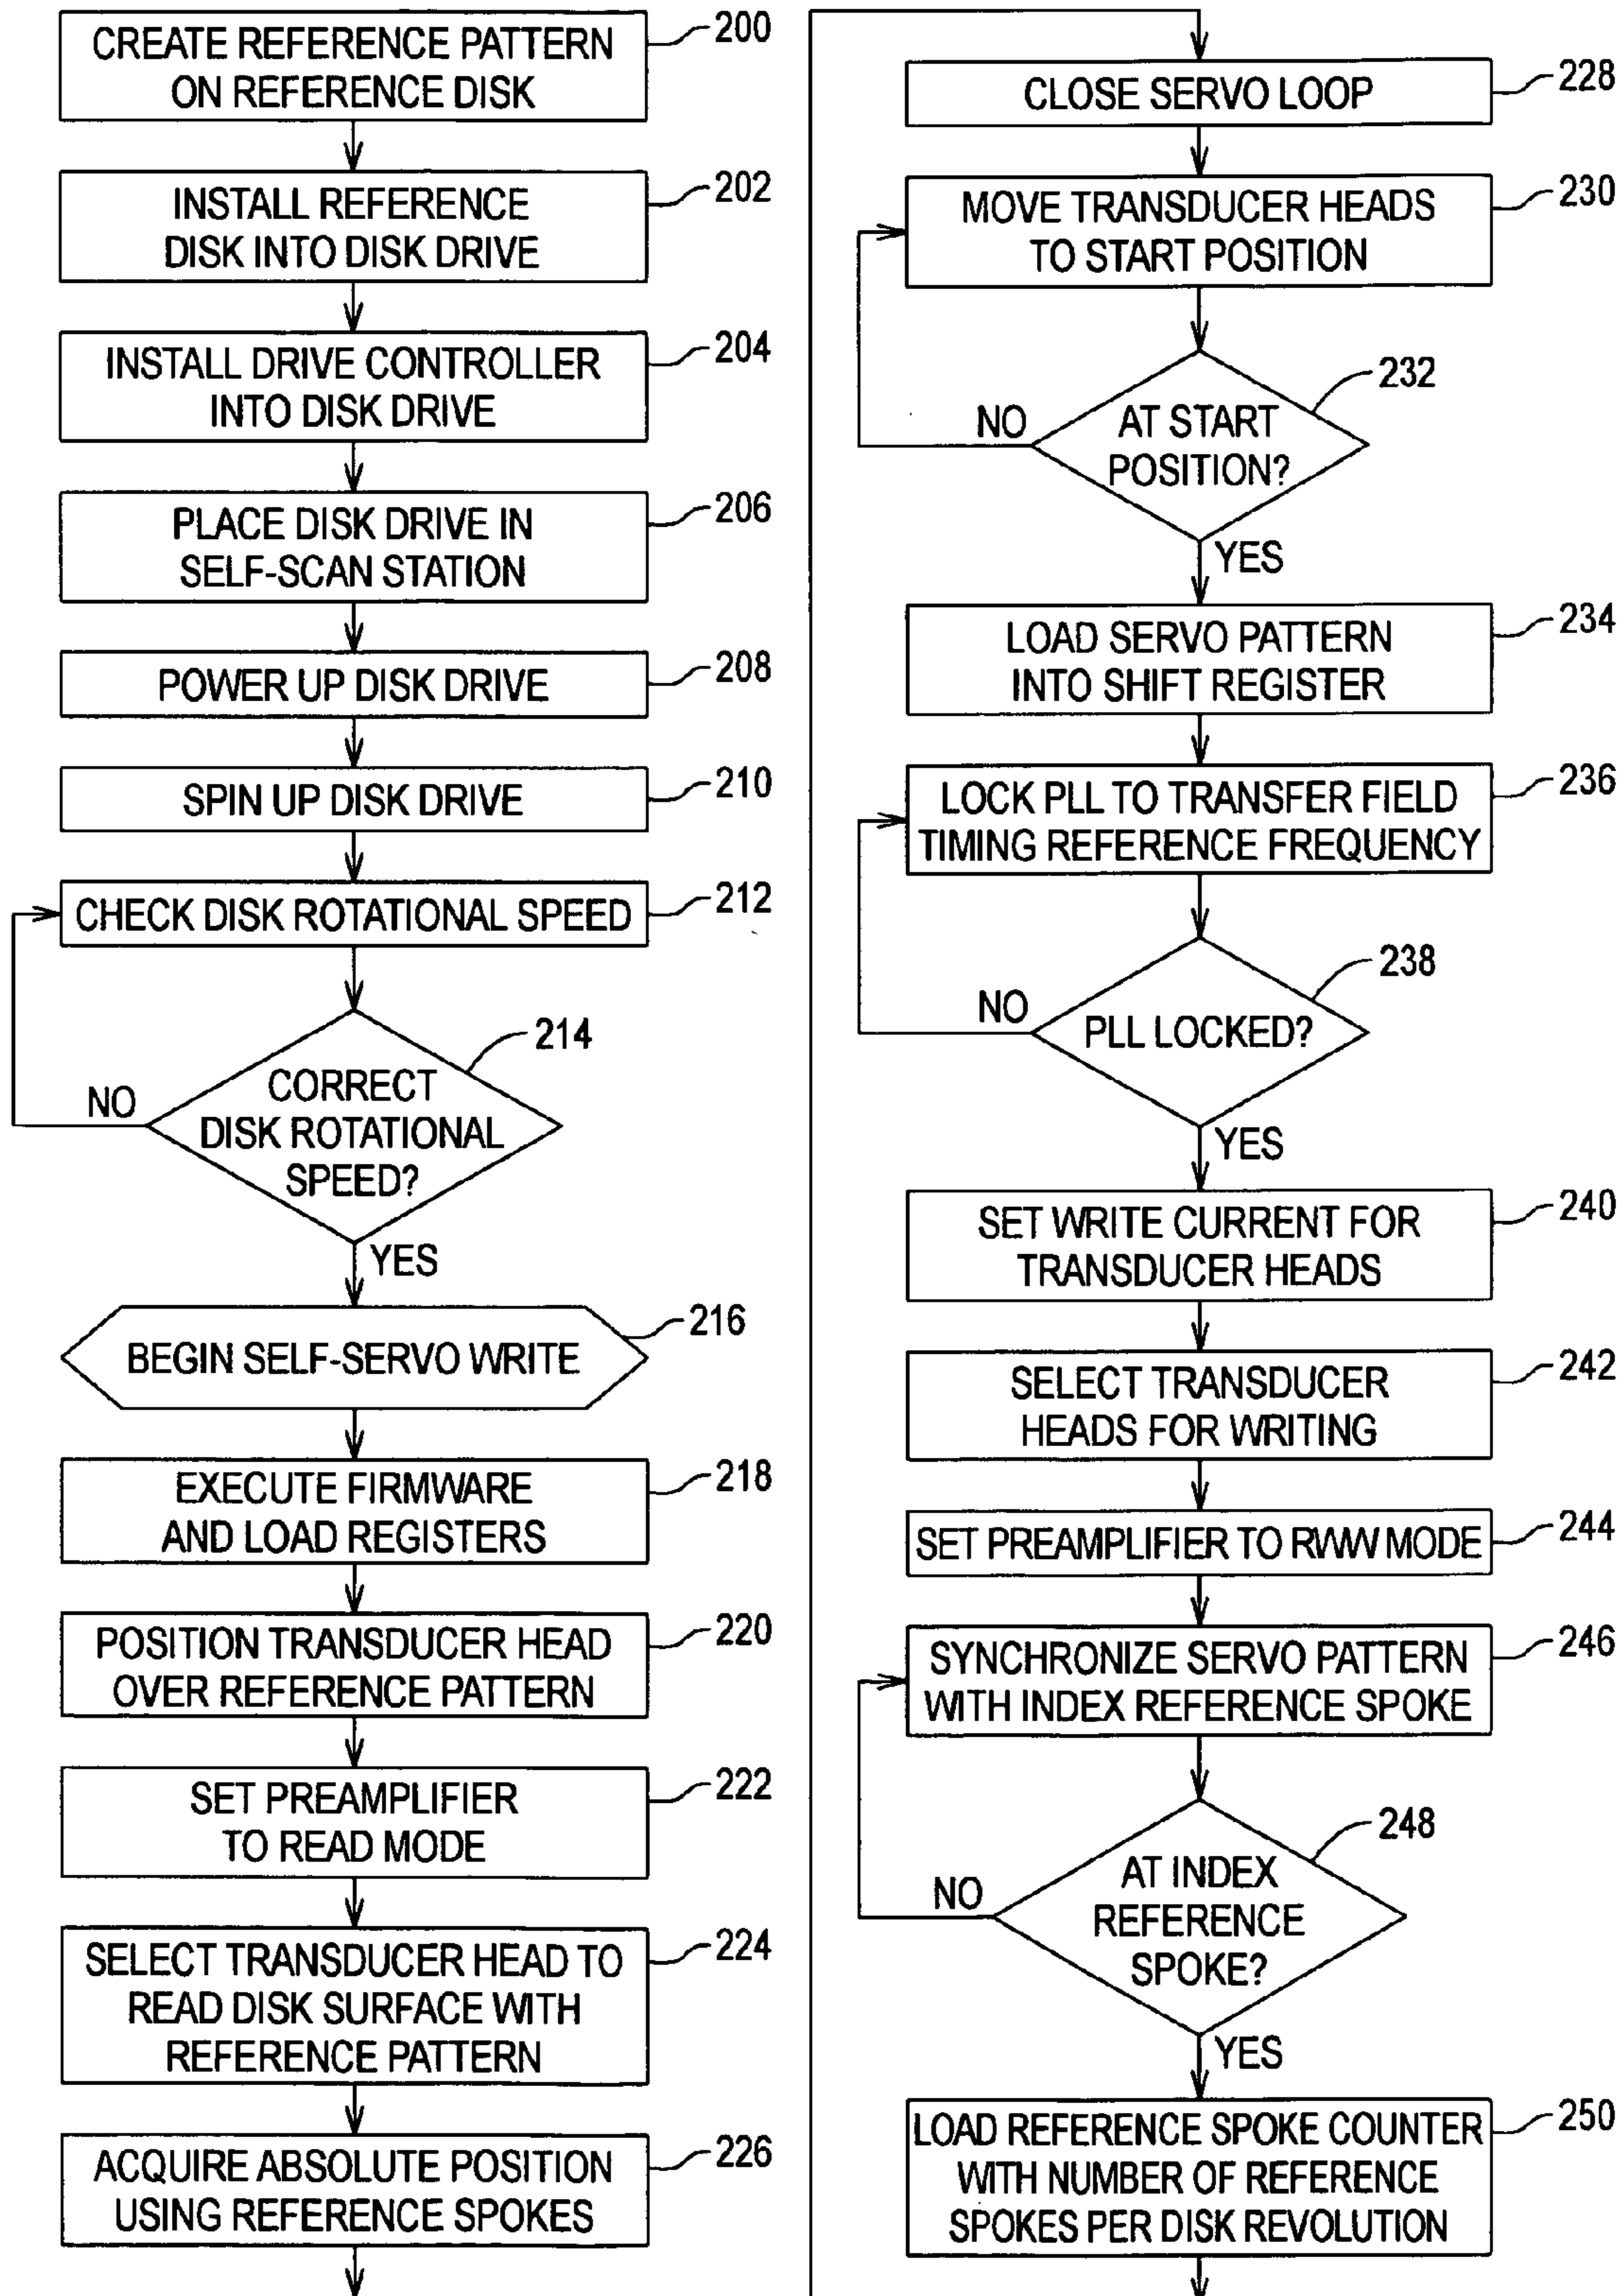 CREATE REFERENCE PATTERN
ON REFERENCE DISK
200
INSTALL REFERENCE
DISK INTO DISK DRIVE
202
INSTALL DRIVE CONTROLLER
INTO DISK DRIVE
204
PLACE DISK DRIVE IN
SELF-SCAN STATION
206
POWER UP DISK DRIVE
208
SPIN UP DISK DRIVE
210
CHECK DISK ROTATIONAL SPEED
212
214
CORRECT
DISK ROTATIONAL
SPEED?
NO
YES
BEGIN SELF-SERVO WRITE
216
EXECUTE FIRMWARE
AND LOAD REGISTERS
218
POSITION TRANSDUCER HEAD
OVER REFERENCE PATTERN
220
SET PREAMPLIFIER
TO READ MODE
222
SELECT TRANSDUCER HEAD TO
READ DISK SURFACE WITH
REFERENCE PATTERN
224
ACQUIRE ABSOLUTE POSITION
USING REFERENCE SPOKES
226
CLOSE SERVO LOOP
228
MOVE TRANSDUCER HEADS
TO START POSITION
230
232
AT START
POSITION?
NO
YES
LOAD SERVO PATTERN
INTO SHIFT REGISTER
234
LOCK PLL TO TRANSFER FIELD
TIMING REFERENCE FREQUENCY
236
238
PLL LOCKED?
NO
YES
SET WRITE CURRENT FOR
TRANSDUCER HEADS
240
SELECT TRANSDUCER
HEADS FOR WRITING
242
SET PREAMPLIFIER TO RWW MODE
244
SYNCHRONIZE SERVO PATTERN
WITH INDEX REFERENCE SPOKE
246
248
AT INDEX
REFERENCE
SPOKE?
NO
YES
LOAD REFERENCE SPOKE COUNTER
WITH NUMBER OF REFERENCE
SPOKES PER DISK REVOLUTION
250